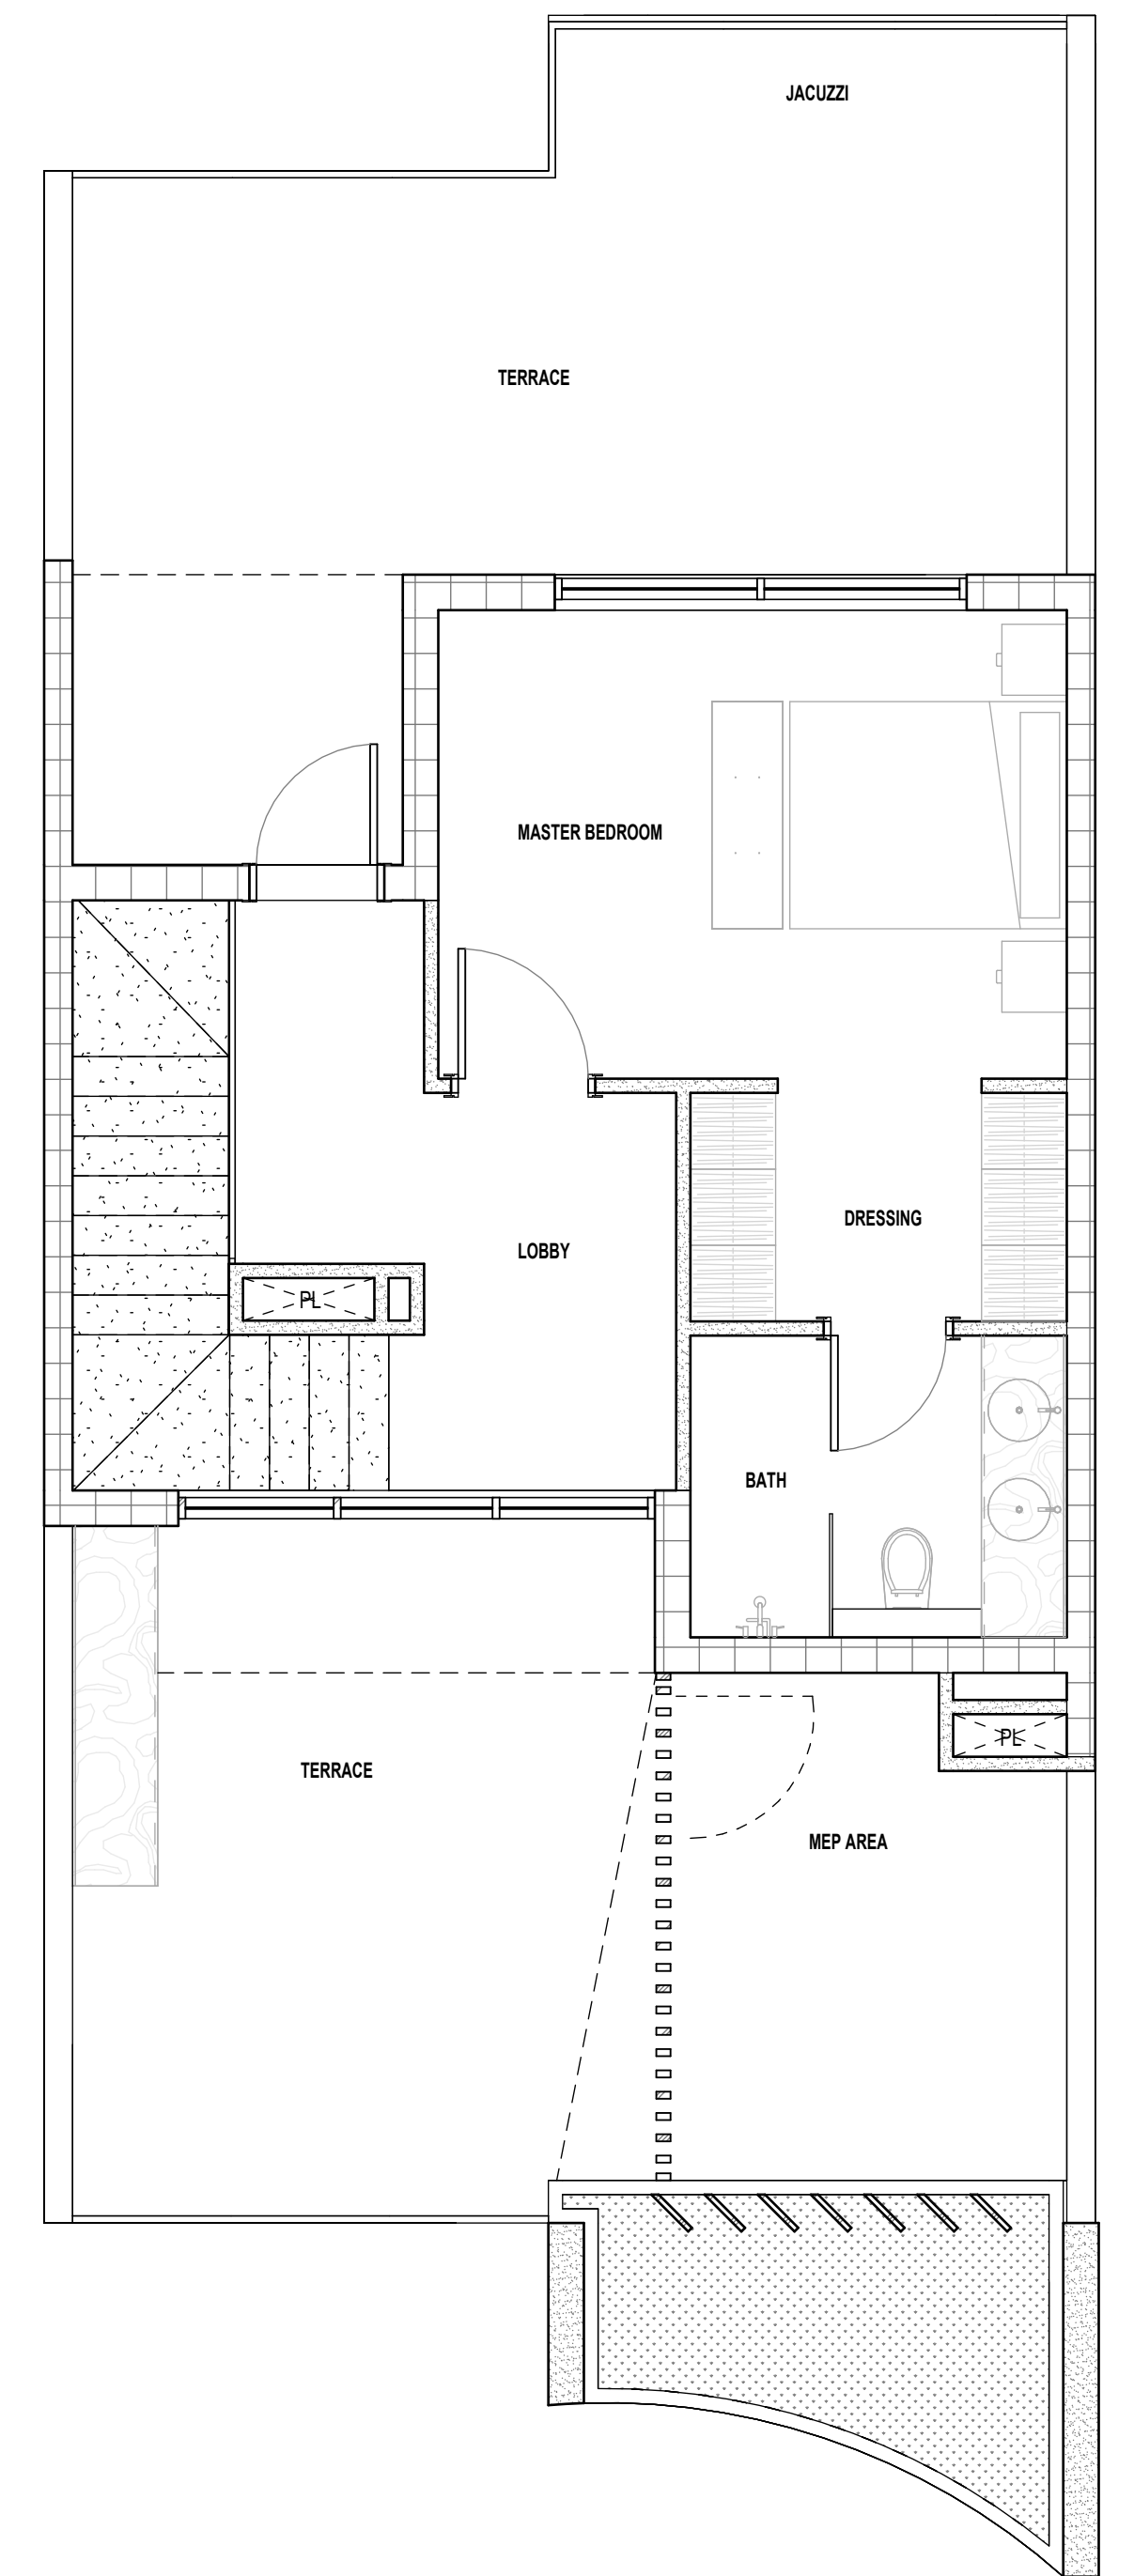 JACUZZI
TERRACE
MASTER BEDROOM
DRESSING
LOBBY
PL
BATH
PL
TERRACE
MEP AREA